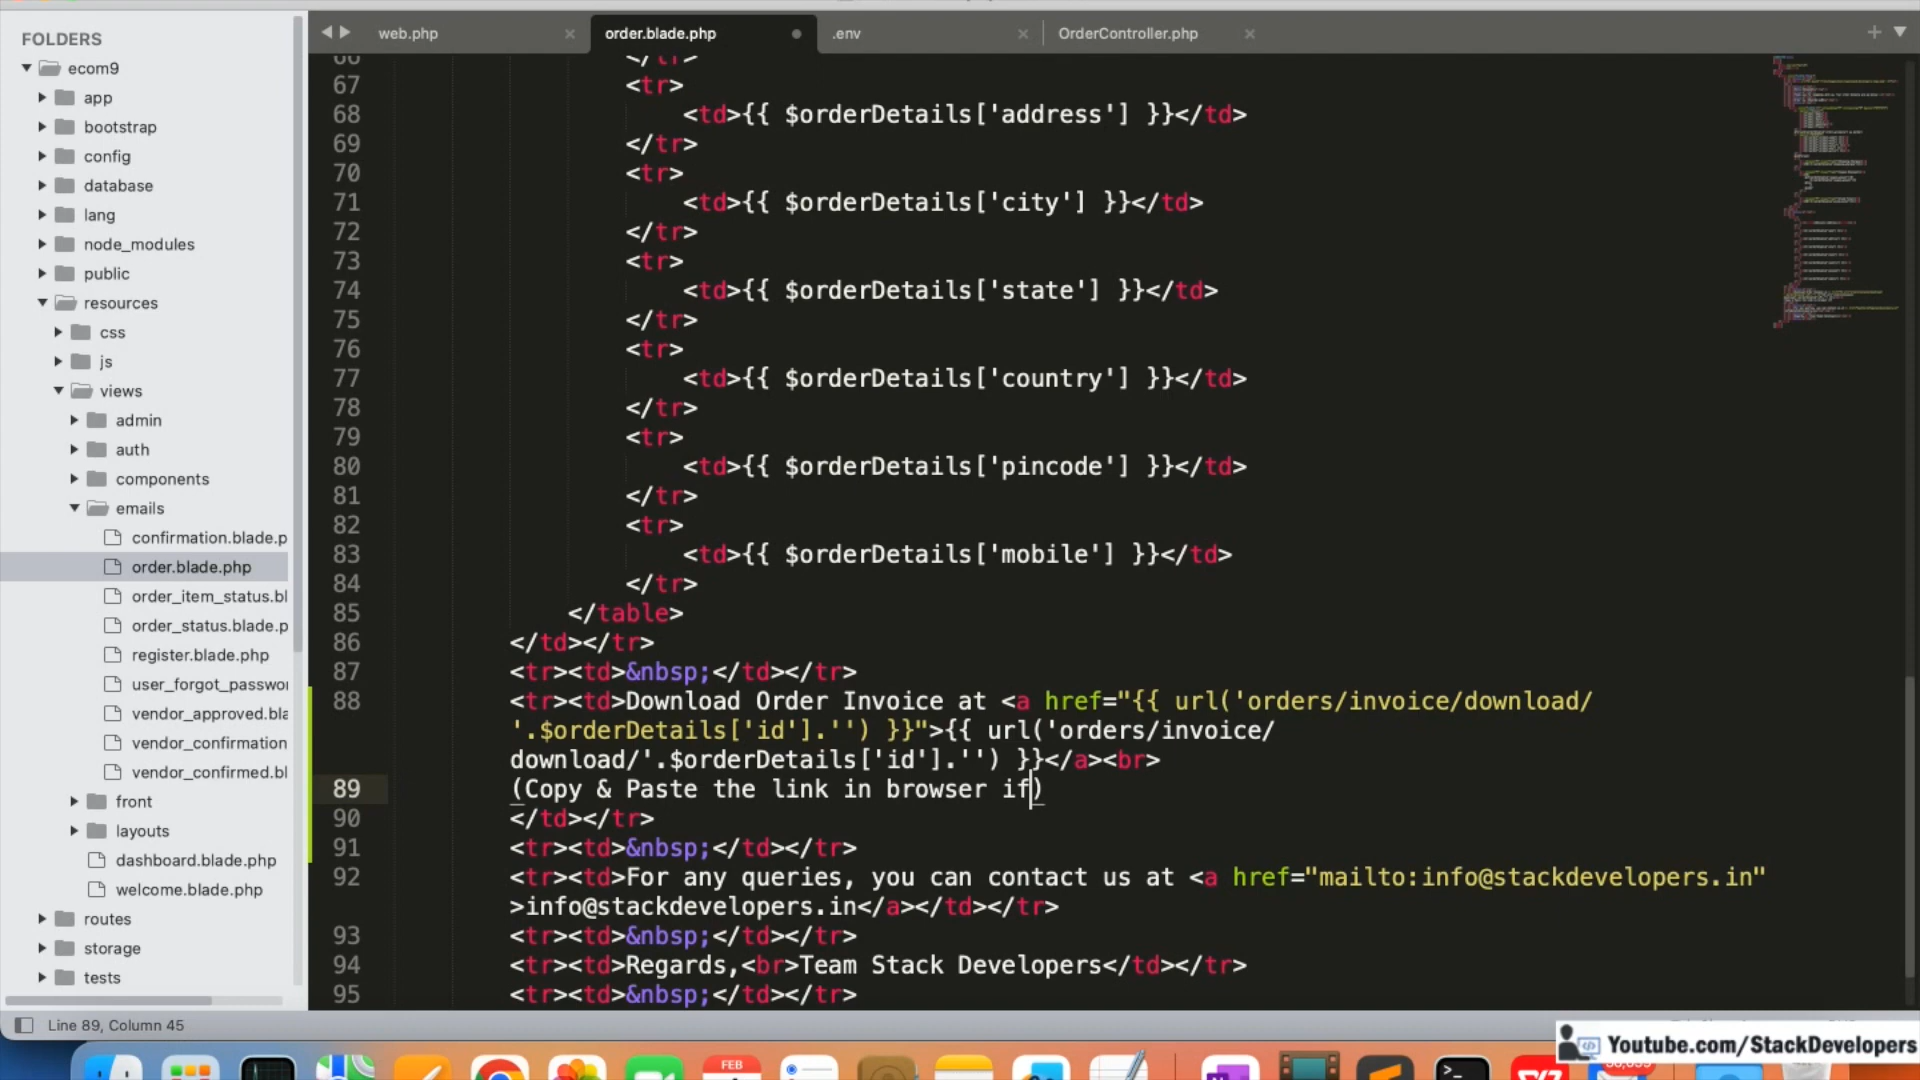 FOLDERS
ecom9
app
bootstrap
config
database
lang
node_modules
public
resources
css
js
views
admin
auth
components
emails
confirmation.blade.p
order.blade.php
order_item_status.bl
order_status.blade.p
register.blade.php
user_forgot_passwor
vendor_approved.bla
vendor_confirmation
vendor_confirmed.bl
front
layouts
dashboard.blade.php
welcome.blade.php
routes
storage
tests
web.php
order.blade.php
.env
OrderController.php
66 </tr>
67 <tr>
68 <td>{{ $orderDetails['address'] }}</td>
69 </tr>
70 <tr>
71 <td>{{ $orderDetails['city'] }}</td>
72 </tr>
73 <tr>
74 <td>{{ $orderDetails['state'] }}</td>
75 </tr>
76 <tr>
77 <td>{{ $orderDetails['country'] }}</td>
78 </tr>
79 <tr>
80 <td>{{ $orderDetails['pincode'] }}</td>
81 </tr>
82 <tr>
83 <td>{{ $orderDetails['mobile'] }}</td>
84 </tr>
85 </table>
86 </td></tr>
87 <tr><td>&nbsp;</td></tr>
88 <tr><td>Download Order Invoice at <a href="{{ url('orders/invoice/download/
'.$orderDetails['id'].'') }}">{{ url('orders/invoice/
download/'.$orderDetails['id'].'') }}</a><br>
89 (Copy & Paste the link in browser if)
90 </td></tr>
91 <tr><td>&nbsp;</td></tr>
92 <tr><td>For any queries, you can contact us at <a href="mailto:info@stackdevelopers.in"
>info@stackdevelopers.in</a></td></tr>
93 <tr><td>&nbsp;</td></tr>
94 <tr><td>Regards,<br>Team Stack Developers</td></tr>
95 <tr><td>&nbsp;</td></tr>
Line 89, Column 45
Youtube.com/StackDevelopers
FEB